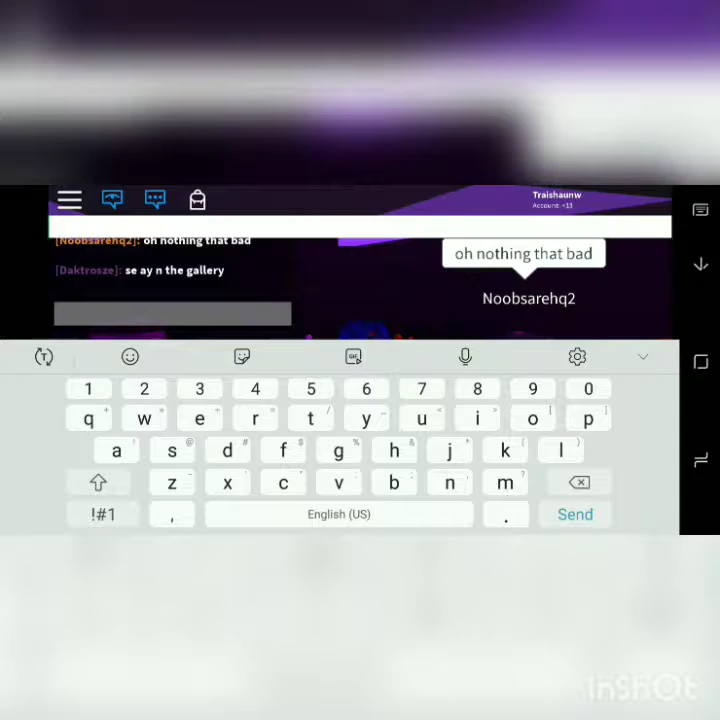 Traishaunw
Account: <13
[Noobsarehq2]: oh nothing that bad
oh nothing that bad
[Daktrosze]: se ay n the gallery
Noobsarehq2
T
GIF
1 2 3 4 5 6 7 8 9 0
q w e r t y u i o p
a s d f g h j k l
z x c v b n m
!#1 , English (US) . Send
InShOt